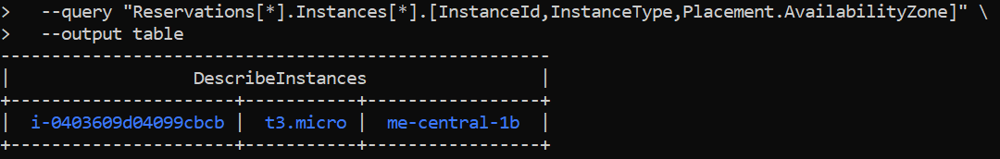 >   --query "Reservations[*].Instances[*].[InstanceId,InstanceType,Placement.AvailabilityZone]" \
>   --output table
------------------------------------------------------
|                  DescribeInstances                 |
+----------------------+-----------+-----------------+
|  i-0403609d04099cbcb |  t3.micro |  me-central-1b  |
+----------------------+-----------+-----------------+